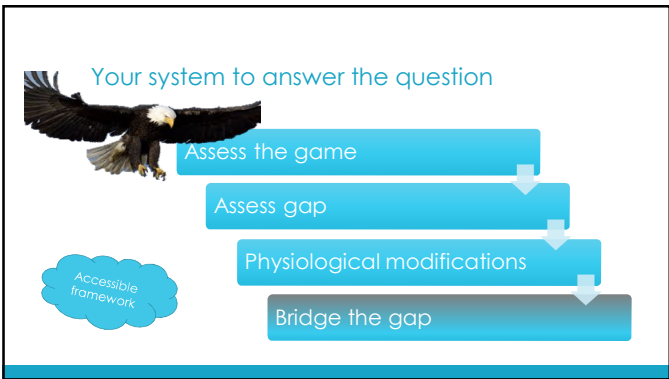 Your system to answer the question
Assess the game
Assess gap
Physiological modifications
Bridge the gap
Accessible
framework